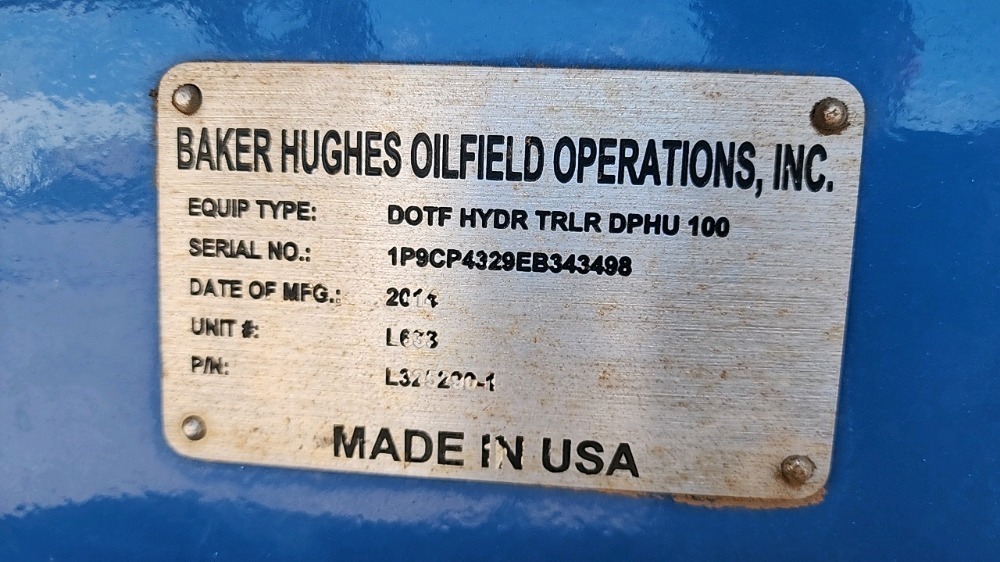 BAKER HUGHES OILFIELD OPERATIONS, INC.
EQUIP TYPE: DOTF HYDR TRLR DPHU 100
SERIAL NO.: 1P9CP4329EB343498
DATE OF MFG.: 2014
UNIT #:
P/N:
MADE IN USA